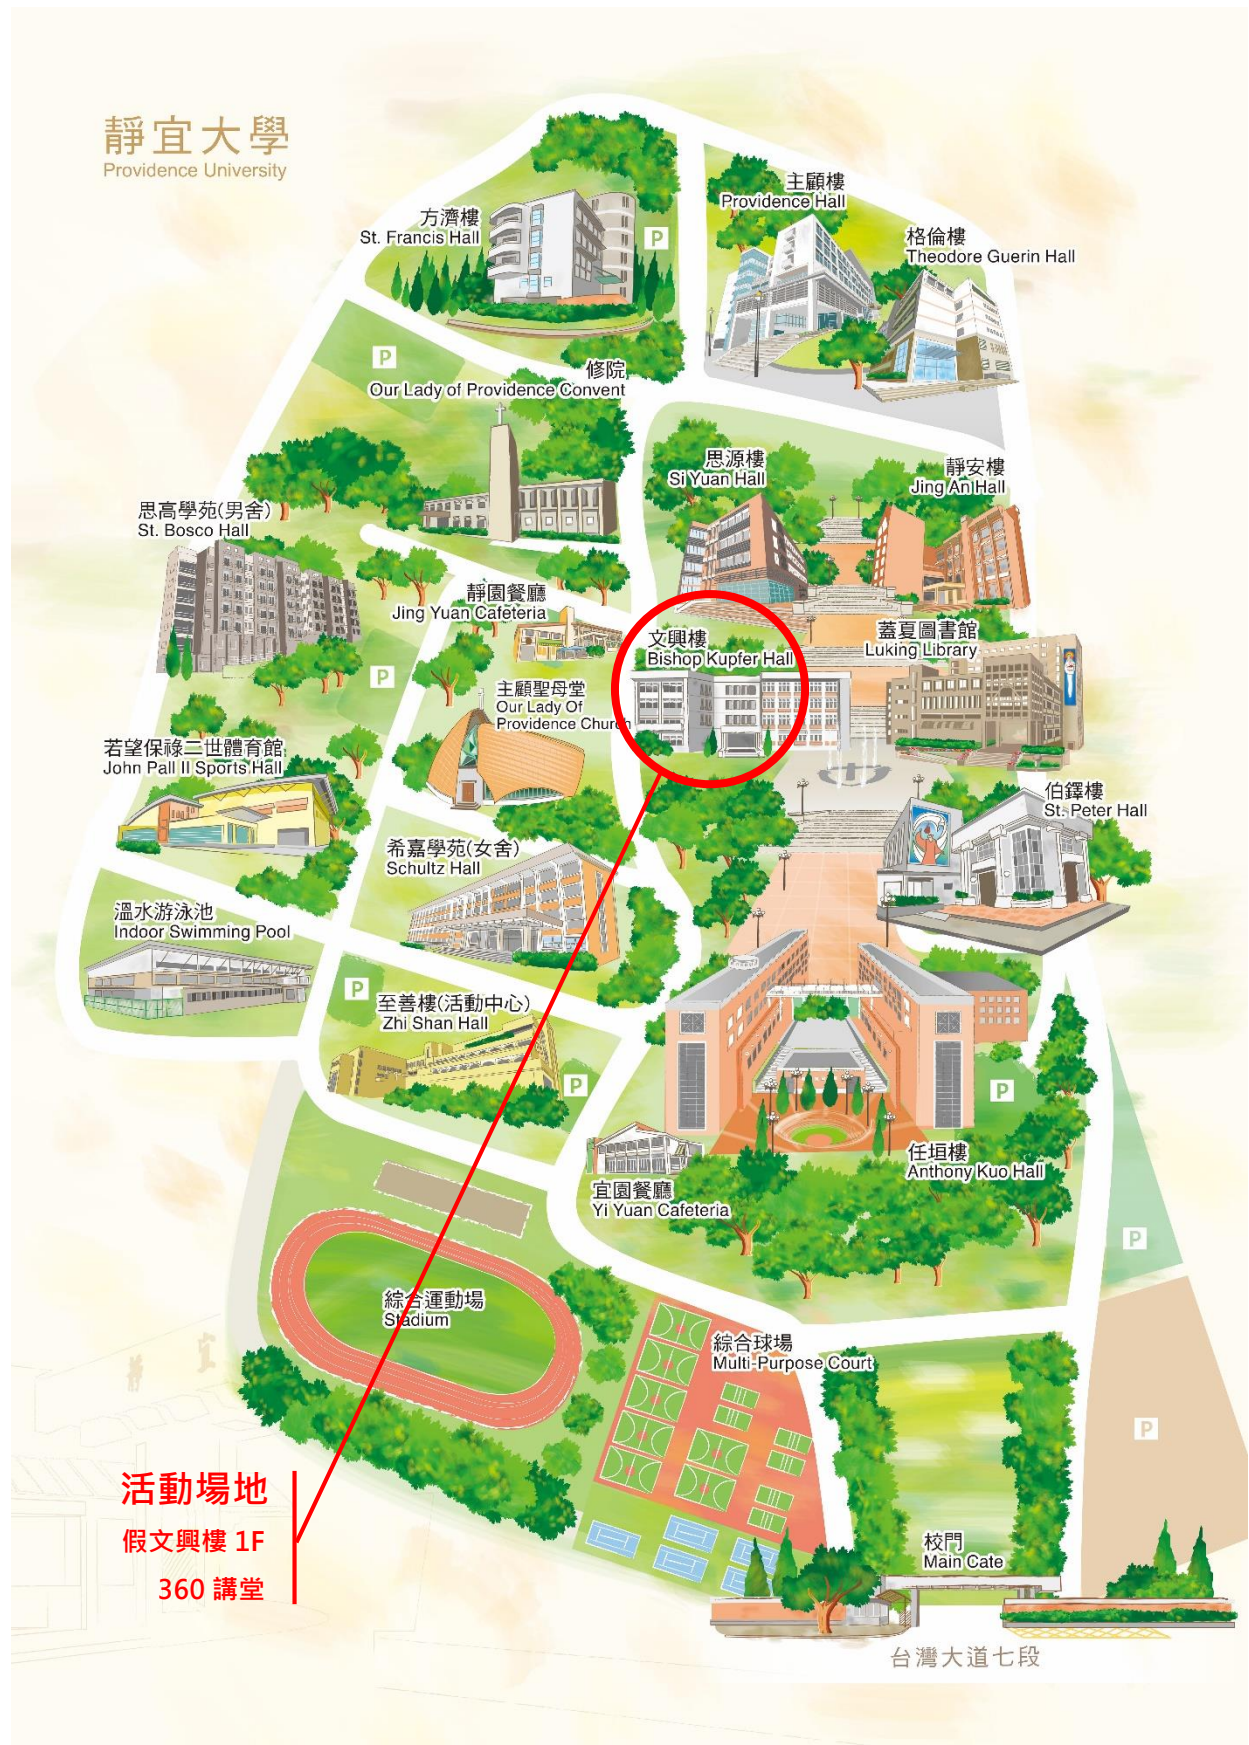 靜宜大學
Providence University
主顧樓
Providence Hall
方濟樓
St. Francis Hall
P
格倫樓
Theodore Guerin Hall
P
修院
Our Lady of Providence Convent
思源樓
Si Yuan Hall
靜安樓
Jing An Hall
思高學苑(男舍)
St. Bosco Hall
靜園餐廳
Jing Yuan Cafeteria
文興樓
Bishop Kupfer Hall
蓋夏圖書館
Luking Library
P
主顧聖母堂
Our Lady Of
Providence Church
若望保祿二世體育館
John Pall II Sports Hall
伯鐸樓
St. Peter Hall
希嘉學苑(女舍)
Schultz Hall
溫水游泳池
Indoor Swimming Pool
P
至善樓(活動中心)
Zhi Shan Hall
P
P
任垣樓
Anthony Kuo Hall
宜園餐廳
Yi Yuan Cafeteria
P
綜合運動場
Stadium
綜合球場
Multi-Purpose Court
P
活動場地
假文興樓 1F
360 講堂
校門
Main Cate
台灣大道七段